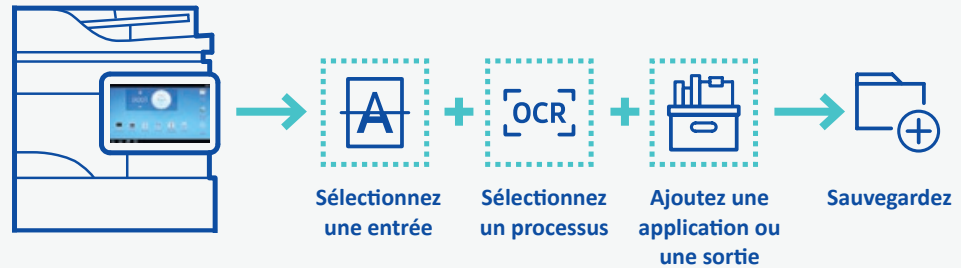 A
OCR
Sélectionnez
une entrée
Sélectionnez
un processus
Ajoutez une
application ou
une sortie
Sauvegardez